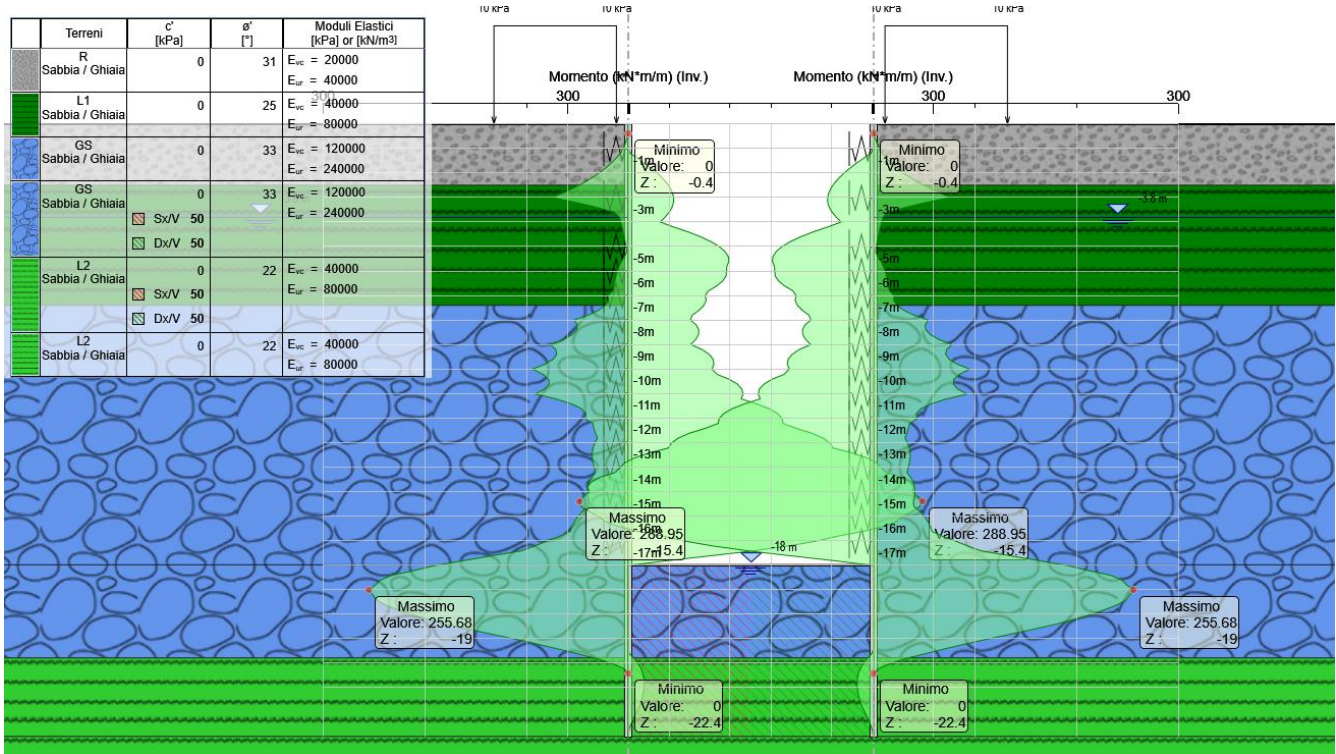 10 kPa
10 kPa
10 kPa
10 kPa
Terreni
c'
[kPa]
ø'
[°]
Moduli Elastici
[kPa] or [kN/m³]
R
Sabbia / Ghiaia
0
31
Evc = 20000
Eur = 40000
L1
Sabbia / Ghiaia
0
25
Evc = 40000
Eur = 80000
GS
Sabbia / Ghiaia
0
33
Evc = 120000
Eur = 240000
GS
Sabbia / Ghiaia
0
33
Evc = 120000
Eur = 240000
Sx/V 50
Dx/V 50
L2
Sabbia / Ghiaia
0
22
Evc = 40000
Eur = 80000
Sx/V 50
Dx/V 50
L2
Sabbia / Ghiaia
0
22
Evc = 40000
Eur = 80000
Momento (kN*m/m) (Inv.)
Momento (kN*m/m) (Inv.)
300
300
300
300
Minimo
Valore: 0
Z : -0.4
Minimo
Valore: 0
Z : -0.4
-1m
-3m
-5m
-6m
-7m
-8m
-9m
-10m
-11m
-12m
-13m
-14m
-15m
-16m
-17m
-1m
-3m
-5m
-6m
-7m
-8m
-9m
-10m
-11m
-12m
-13m
-14m
-15m
-16m
-17m
-3.8 m
Massimo
Valore: 288.95
Z : -15.4
Massimo
Valore: 288.95
Z : -15.4
-18 m
Massimo
Valore: 255.68
Z : -19
Massimo
Valore: 255.68
Z : -19
Minimo
Valore: 0
Z : -22.4
Minimo
Valore: 0
Z : -22.4